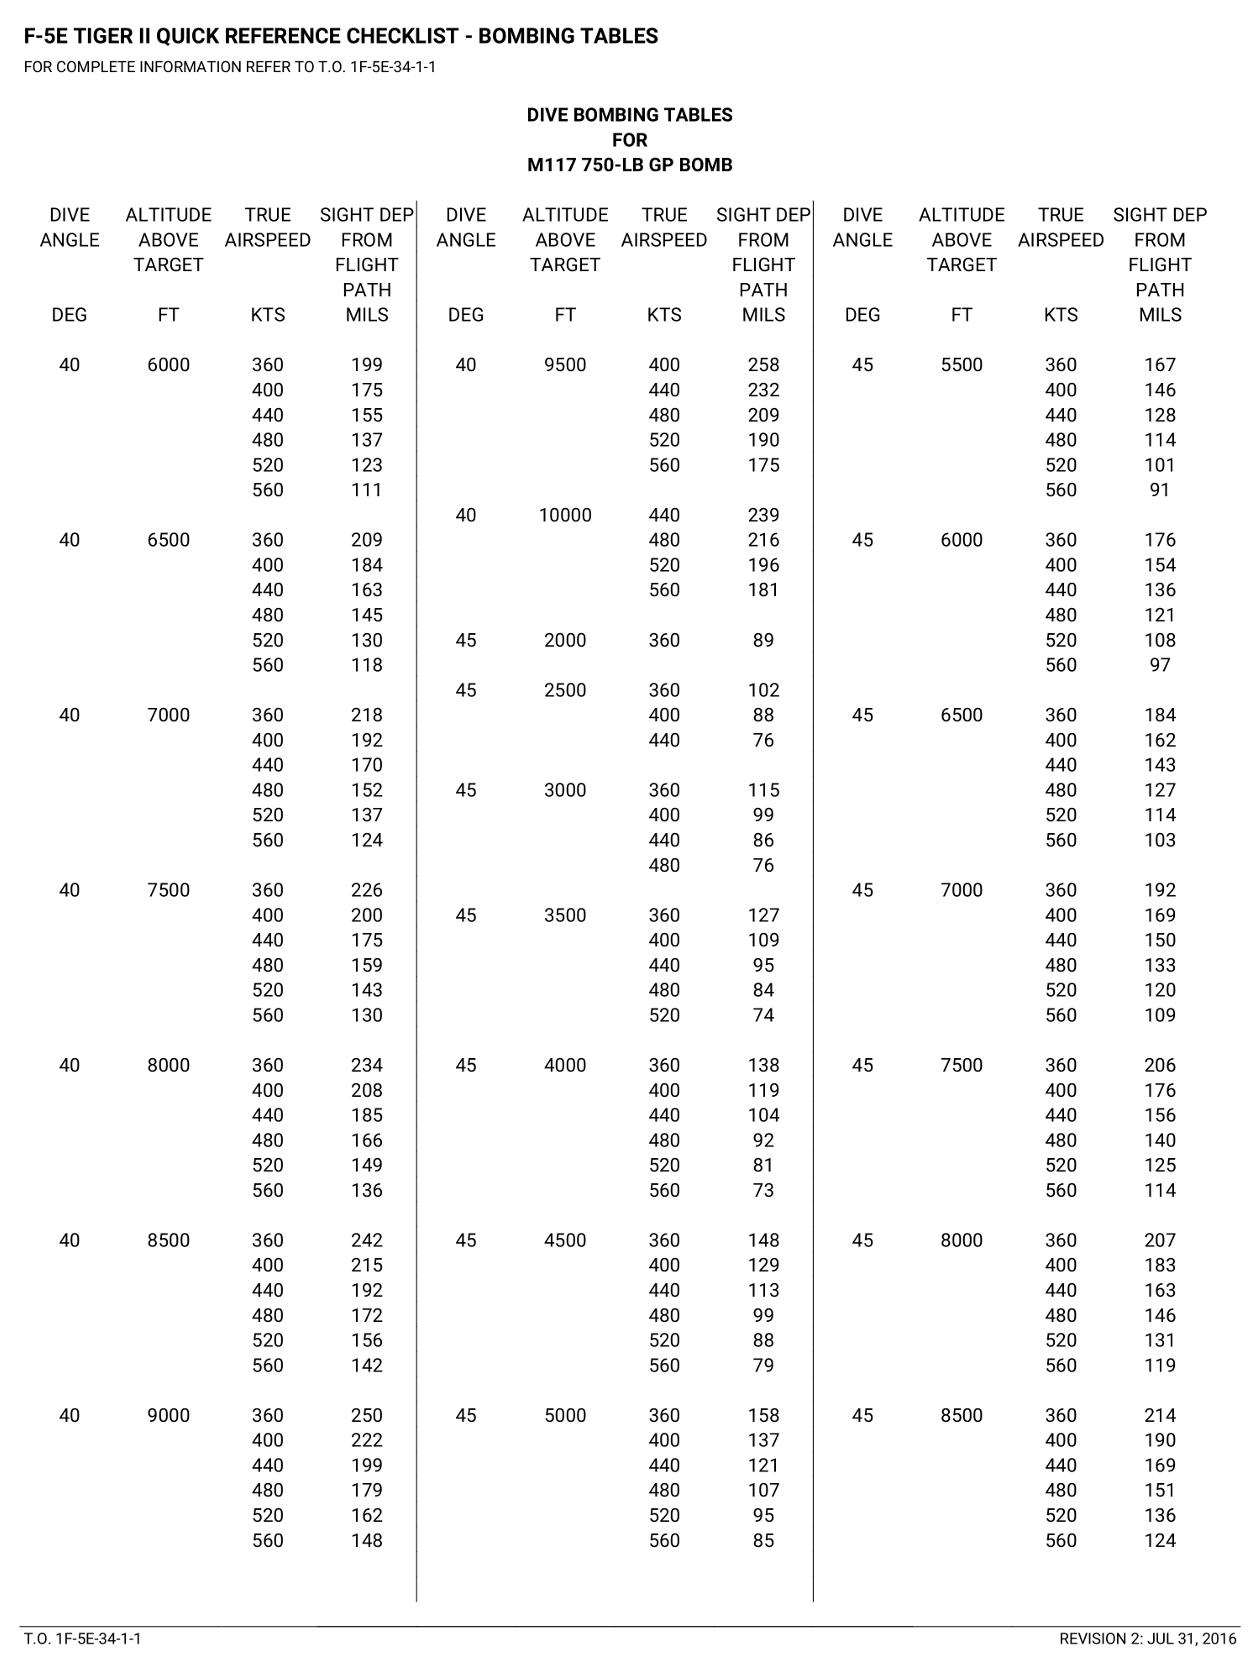 F-5E TIGER II QUICK REFERENCE CHECKLIST - BOMBING TABLES
FOR COMPLETE INFORMATION REFER TO T.O. 1F-5E-34-1-1
DIVE BOMBING TABLES
FOR
M117 750-LB GP BOMB
DIVE ALTITUDE TRUE SIGHT DEP
ANGLE ABOVE AIRSPEED FROM
TARGET FLIGHT
PATH
DEG FT KTS MILS
40 6000 360 199
400 175
440 155
480 137
520 123
560 111
40 6500 360 209
400 184
440 163
480 145
520 130
560 118
40 7000 360 218
400 192
440 170
480 152
520 137
560 124
40 7500 360 226
400 200
440 175
480 159
520 143
560 130
40 8000 360 234
400 208
440 185
480 166
520 149
560 136
40 8500 360 242
400 215
440 192
480 172
520 156
560 142
40 9000 360 250
400 222
440 199
480 179
520 162
560 148
DIVE ALTITUDE TRUE SIGHT DEP
ANGLE ABOVE AIRSPEED FROM
TARGET FLIGHT
PATH
DEG FT KTS MILS
40 9500 400 258
440 232
480 209
520 190
560 175
40 10000 440 239
480 216
520 196
560 181
45 2000 360 89
45 2500 360 102
400 88
440 76
45 3000 360 115
400 99
440 86
480 76
45 3500 360 127
400 109
440 95
480 84
520 74
45 4000 360 138
400 119
440 104
480 92
520 81
560 73
45 4500 360 148
400 129
440 113
480 99
520 88
560 79
45 5000 360 158
400 137
440 121
480 107
520 95
560 85
DIVE ALTITUDE TRUE SIGHT DEP
ANGLE ABOVE AIRSPEED FROM
TARGET FLIGHT
PATH
DEG FT KTS MILS
45 5500 360 167
400 146
440 128
480 114
520 101
560 91
45 6000 360 176
400 154
440 136
480 121
520 108
560 97
45 6500 360 184
400 162
440 143
480 127
520 114
560 103
45 7000 360 192
400 169
440 150
480 133
520 120
560 109
45 7500 360 206
400 176
440 156
480 140
520 125
560 114
45 8000 360 207
400 183
440 163
480 146
520 131
560 119
45 8500 360 214
400 190
440 169
480 151
520 136
560 124
T.O. 1F-5E-34-1-1
REVISION 2: JUL 31, 2016